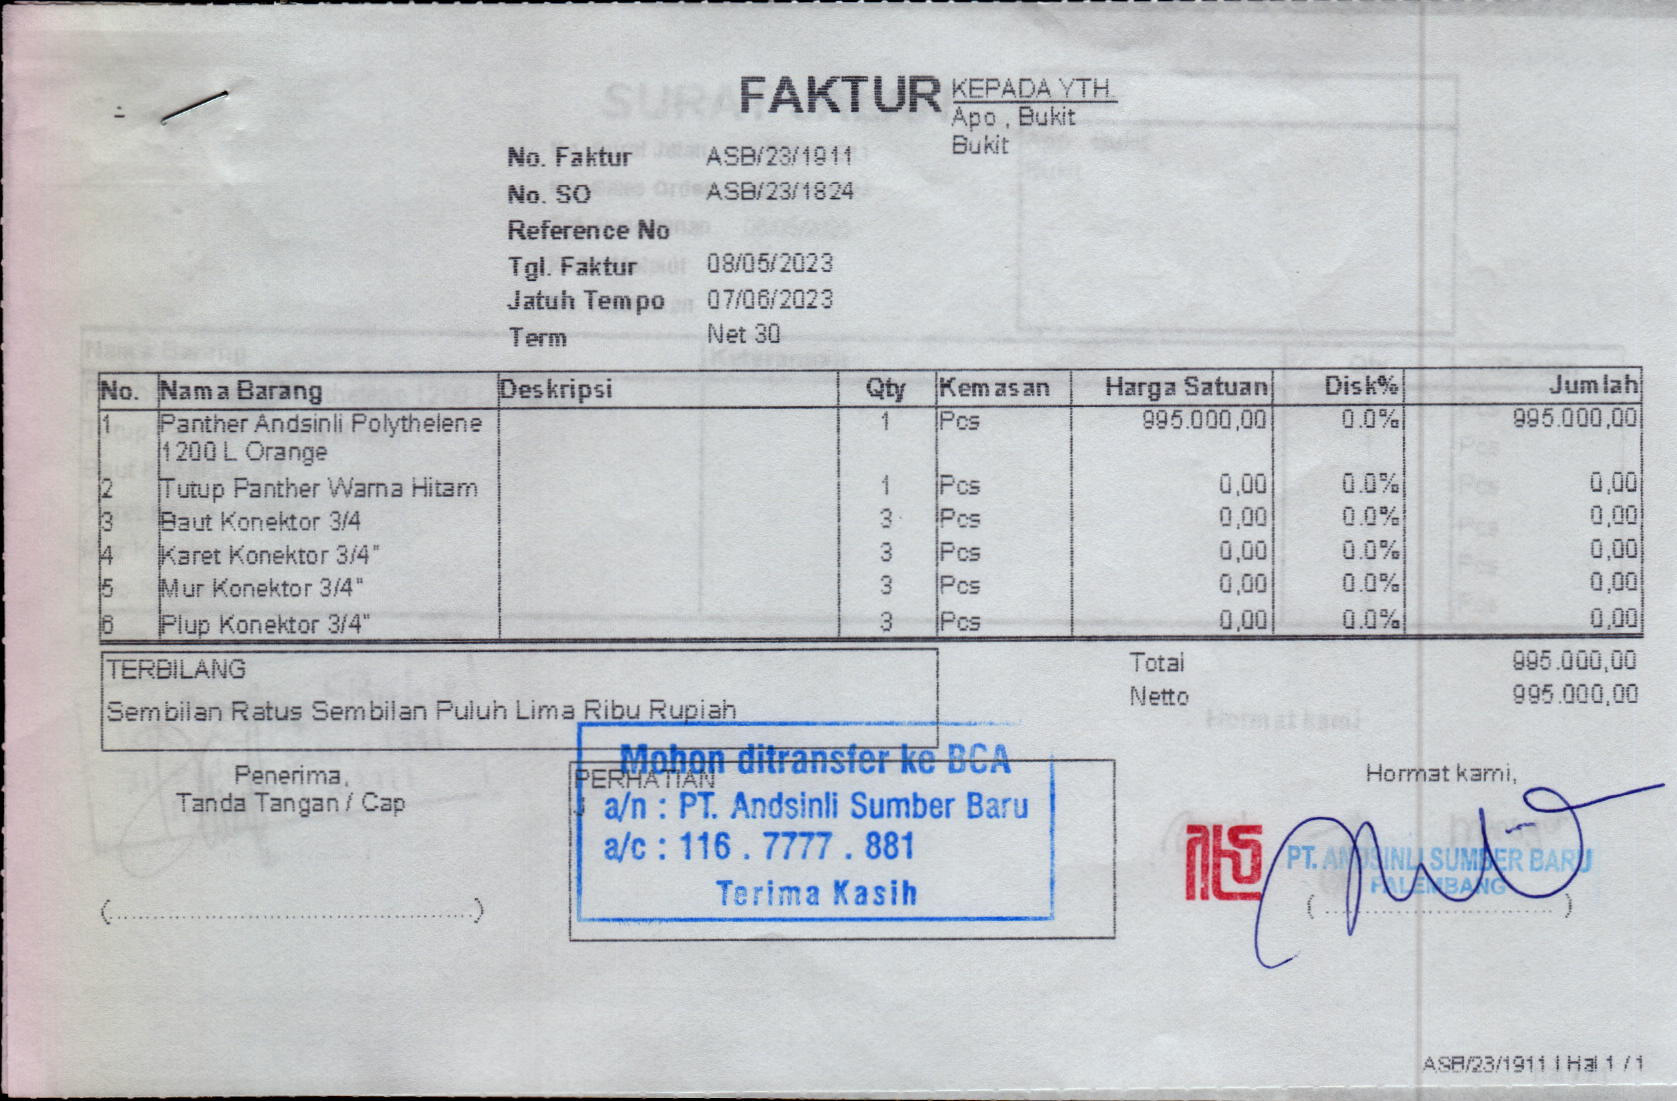 FAKTUR
KEPADA YTH.
Apo , Bukit
Bukit
No. Faktur ASB/23/1911
No. SO ASB/23/1824
Reference No
Tgl. Faktur 08/05/2023
Jatuh Tempo 07/06/2023
Term Net 30
No. Nama Barang Deskripsi Qty Kemasan Harga Satuan Disk% Jumlah
1 Panther Andsinli Polythelene 1 Pcs 995.000,00 0.0% 995.000,00
1200 L Orange
2 Tutup Panther Warna Hitam 1 Pcs 0,00 0.0% 0,00
3 Baut Konektor 3/4 3 Pcs 0,00 0.0% 0,00
4 Karet Konektor 3/4" 3 Pcs 0,00 0.0% 0,00
5 Mur Konektor 3/4" 3 Pcs 0,00 0.0% 0,00
6 Plup Konektor 3/4" 3 Pcs 0,00 0.0% 0,00
TERBILANG
Sembilan Ratus Sembilan Puluh Lima Ribu Rupiah
Total 995.000,00
Netto 995.000,00
Penerima,
Tanda Tangan / Cap
(...........................................)
PERHATIAN
Mohon ditransfer ke BCA
a/n : PT. Andsinli Sumber Baru
a/c : 116 . 7777 . 881
Terima Kasih
Hormat kami,
PT. ANDSINLI SUMBER BARU
PALEMBANG
(...........................)
ASB/23/1911 | Hal 1 / 1